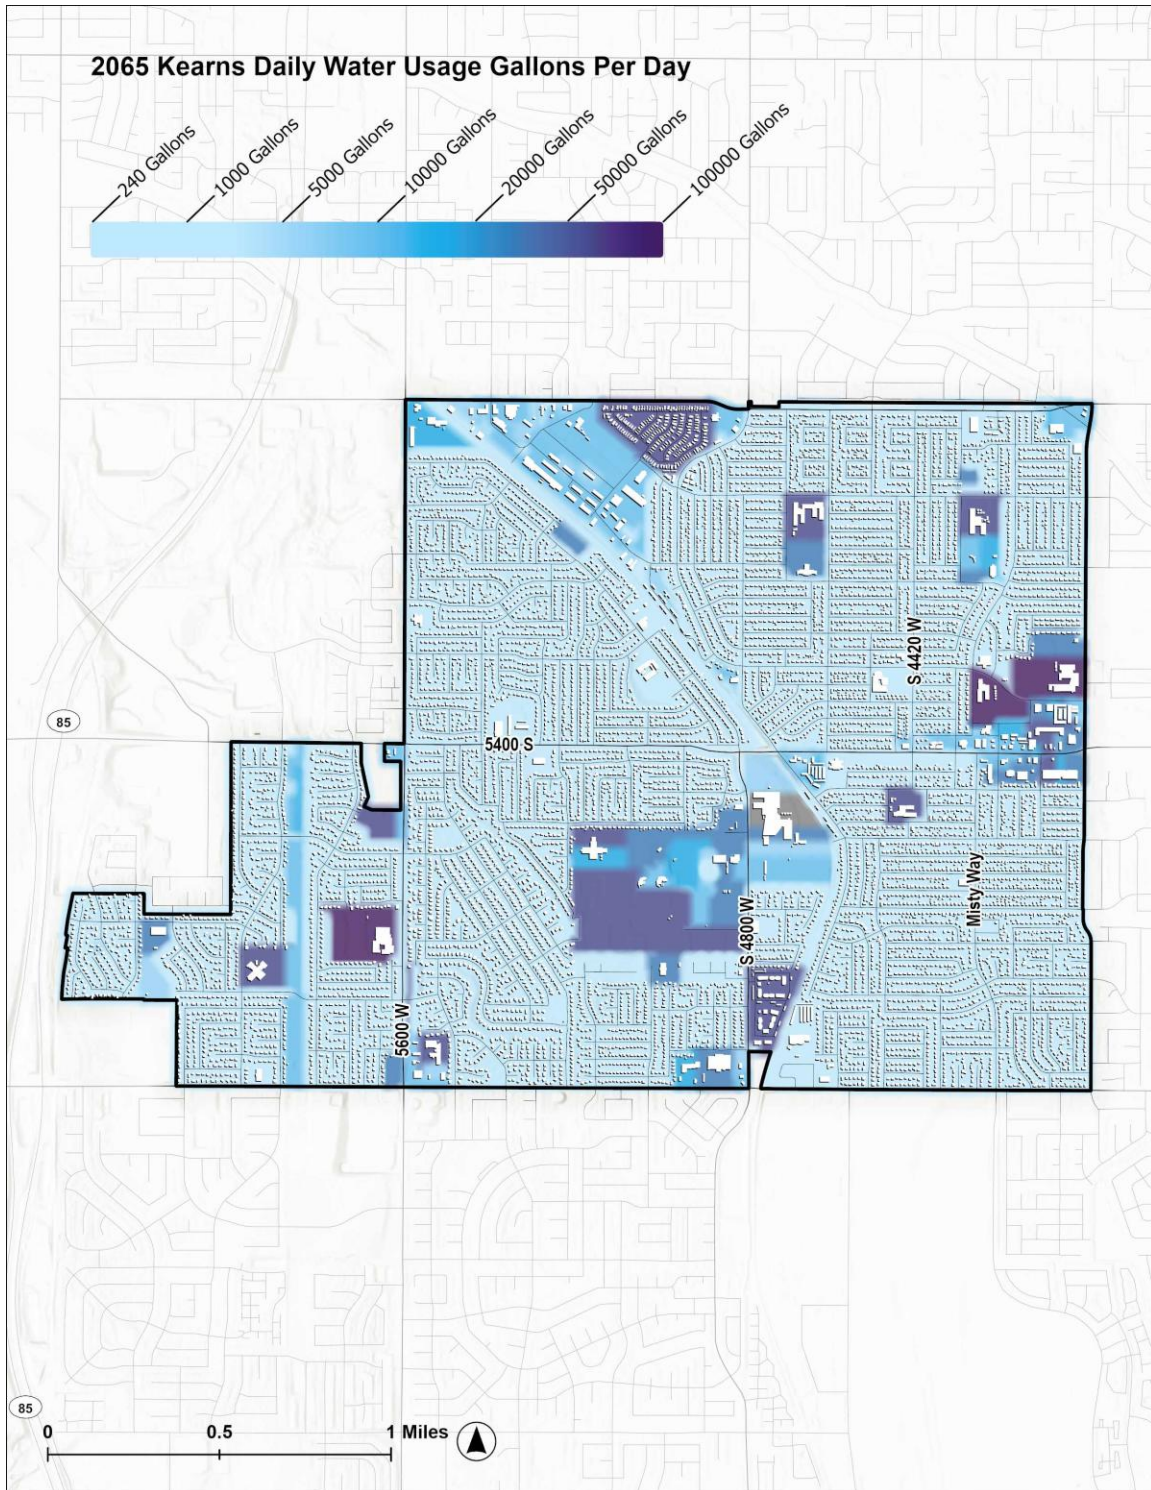 2065 Kearns Daily Water Usage Gallons Per Day
240 Gallons
1000 Gallons
5000 Gallons
10000 Gallons
20000 Gallons
50000 Gallons
100000 Gallons
S 4420 W
85
5400 S
Misty Way
S 4800 W
5600 W
85
0 0.5 1 Miles